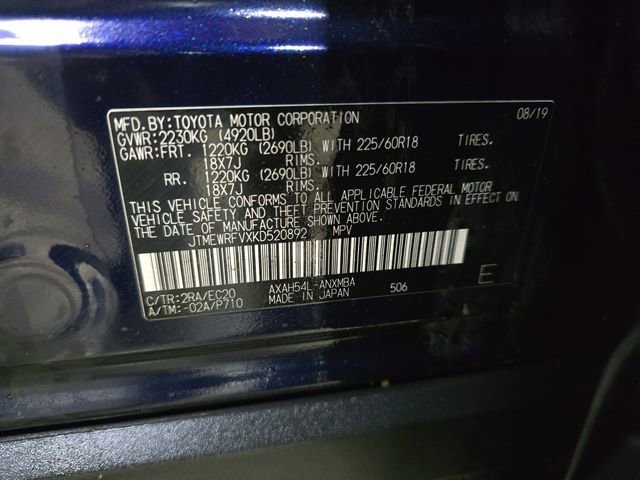 MFD.BY:TOYOTA MOTOR CORPORATION 08/19
GVWR:2230KG (4920LB)
GAWR:FRT. 1220KG (2690LB) WITH 225/60R18 TIRES.
18X7J RIMS.
RR. 1220KG (2690LB) WITH 225/60R18 TIRES.
18X7J RIMS.
THIS VEHICLE CONFORMS TO ALL APPLICABLE FEDERAL MOTOR
VEHICLE SAFETY AND THEFT PREVENTION STANDARDS IN EFFECT ON
THE DATE OF MANUFACTURE SHOWN ABOVE.
JTMEWRFVXKD520892 MPV
C/TR:2RA/EC20 AXAH54L-ANXMBA 506 E
A/TM:-02A/P710 MADE IN JAPAN